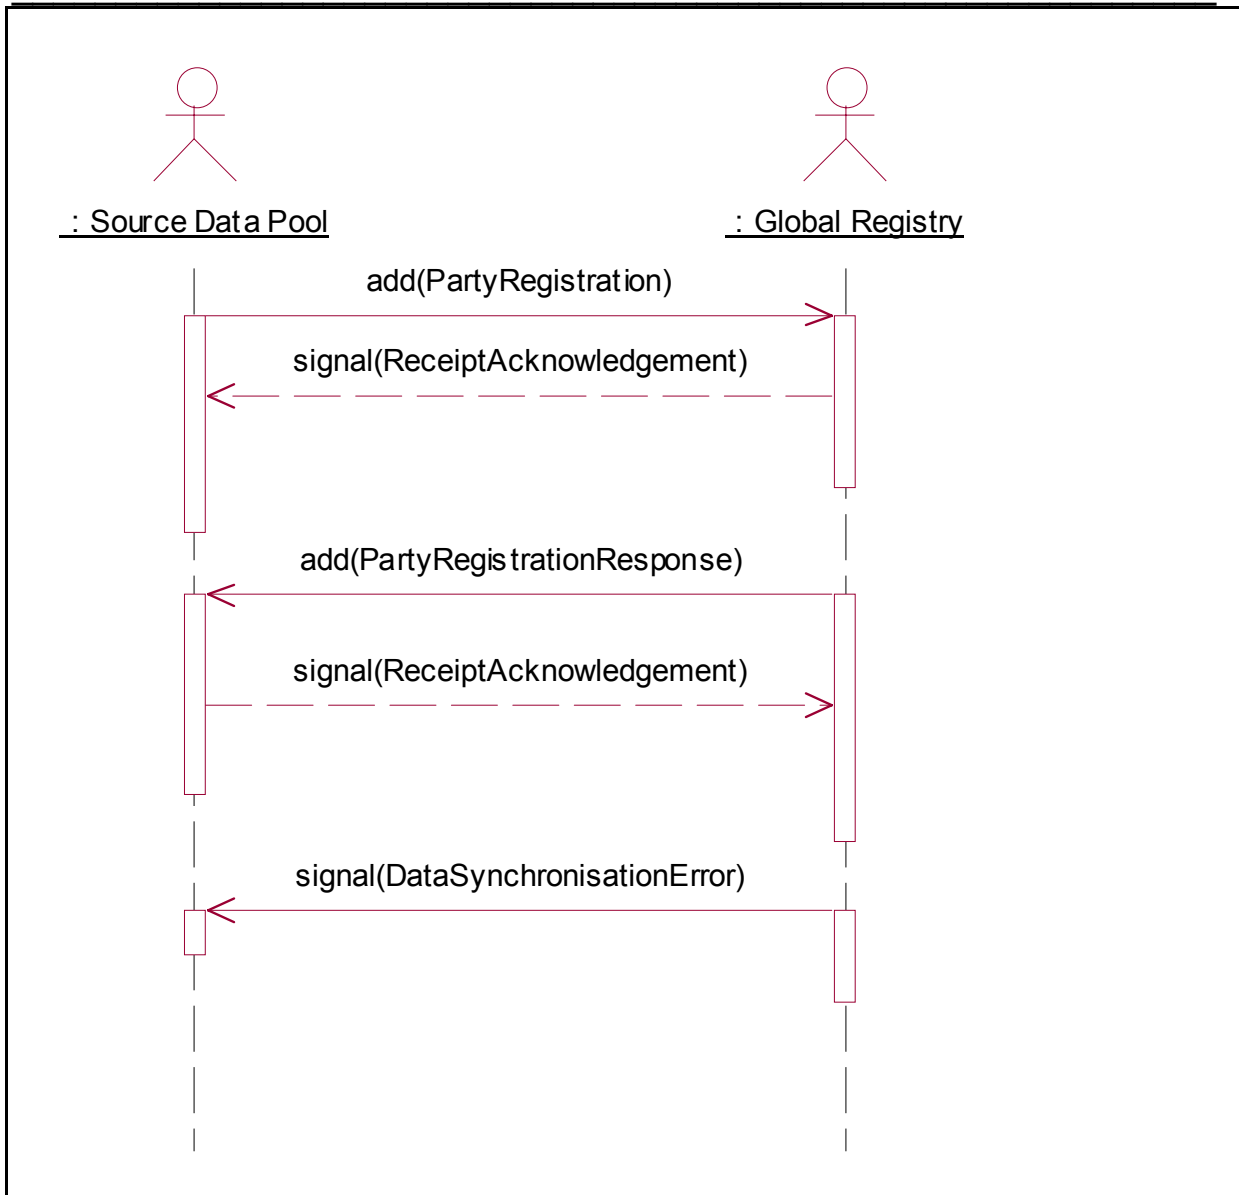 : Source Data Pool
: Global Registry
add(PartyRegistration)
signal(ReceiptAcknowledgement)
add(PartyRegistrationResponse)
signal(ReceiptAcknowledgement)
signal(DataSynchronisationError)